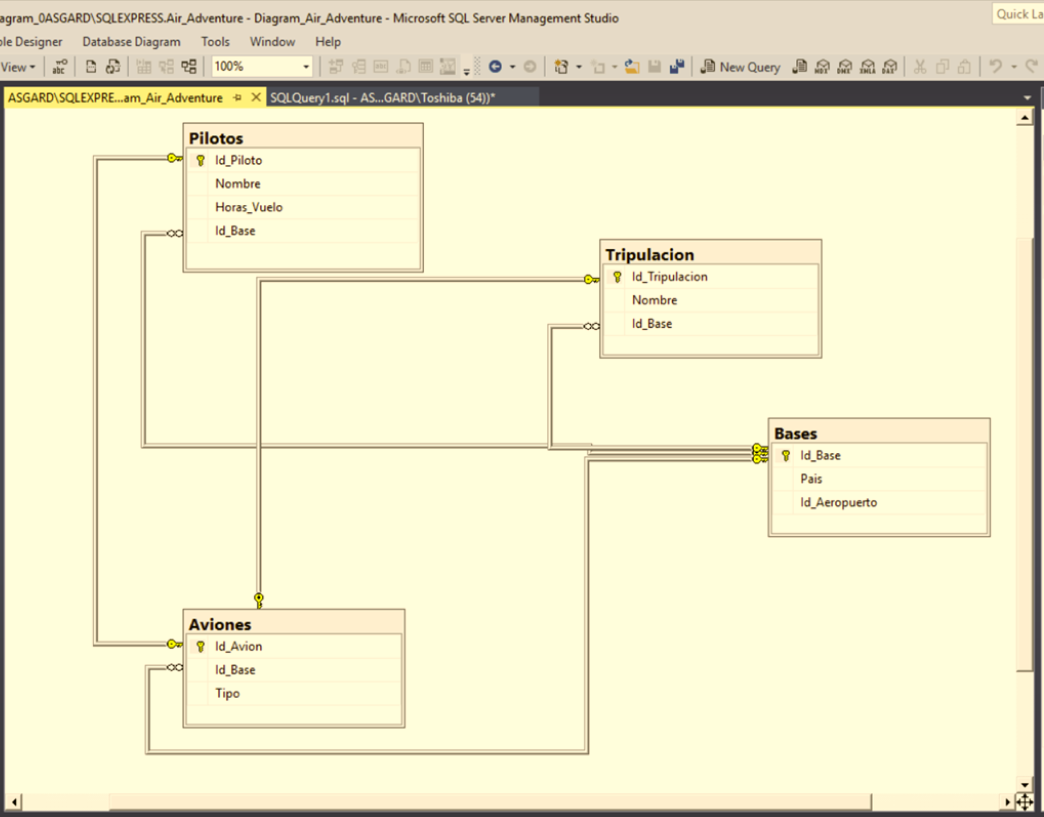 agram_0ASGARD\SQLEXPRESS.Air_Adventure - Diagram_Air_Adventure - Microsoft SQL Server Management Studio
Quick La
ble Designer Database Diagram Tools Window Help
View 100% New Query
ASGARD\SQLEXPRE...am_Air_Adventure SQLQuery1.sql - AS...GARD\Toshiba (54))*
Pilotos
Id_Piloto
Nombre
Horas_Vuelo
Id_Base
Tripulacion
Id_Tripulacion
Nombre
Id_Base
Bases
Id_Base
Pais
Id_Aeropuerto
Aviones
Id_Avion
Id_Base
Tipo